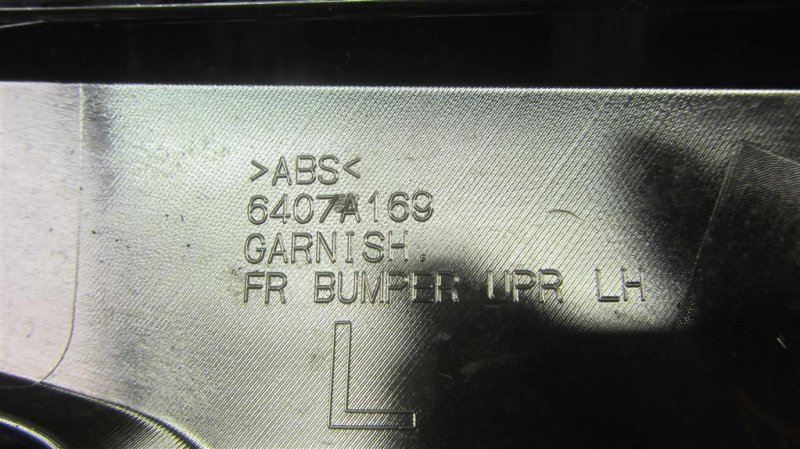 >ABS<
6407A169
GARNISH,
FR BUMPER UPR LH
L